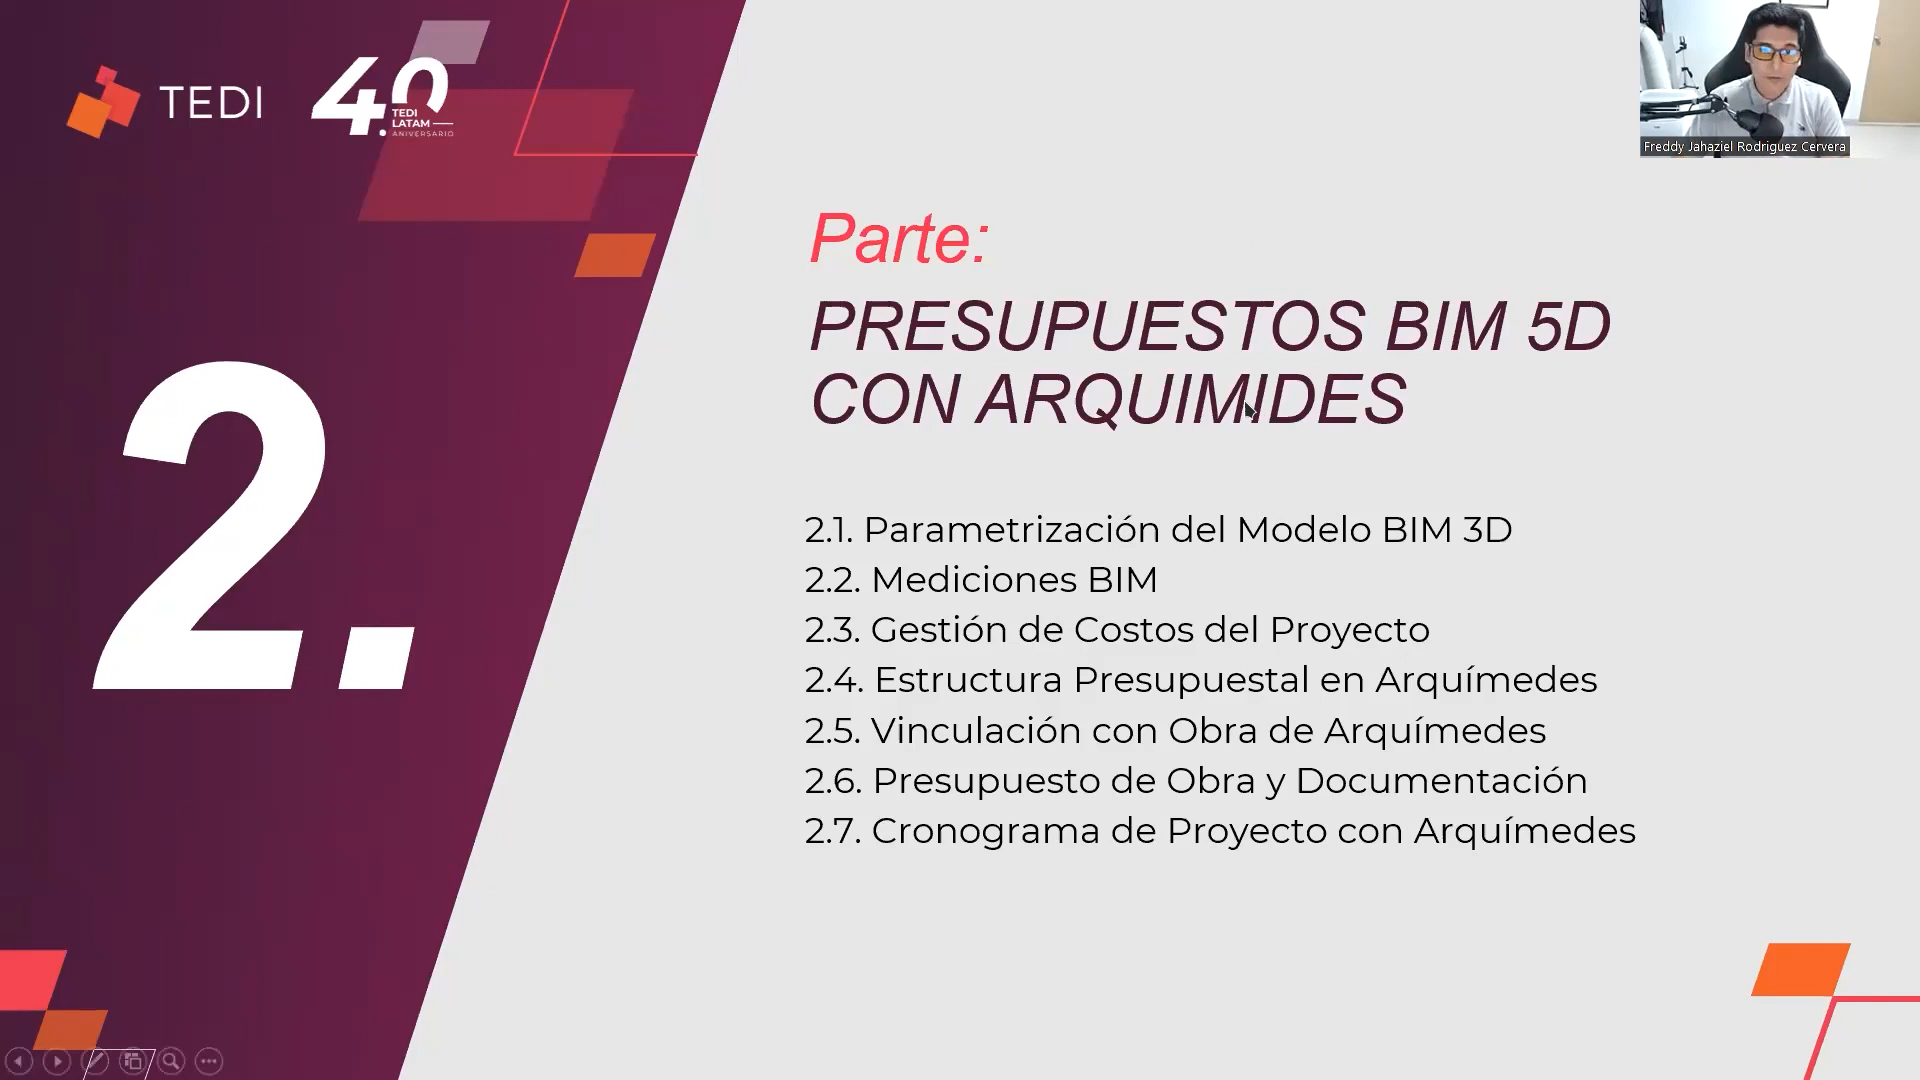 TEDI
4.0
TEDI
LATAM
ANIVERSARIO
Freddy Jahaziel Rodriguez Cervera
2.
Parte:
PRESUPUESTOS BIM 5D
CON ARQUIMIDES
2.1. Parametrización del Modelo BIM 3D
2.2. Mediciones BIM
2.3. Gestión de Costos del Proyecto
2.4. Estructura Presupuestal en Arquímedes
2.5. Vinculación con Obra de Arquímedes
2.6. Presupuesto de Obra y Documentación
2.7. Cronograma de Proyecto con Arquímedes